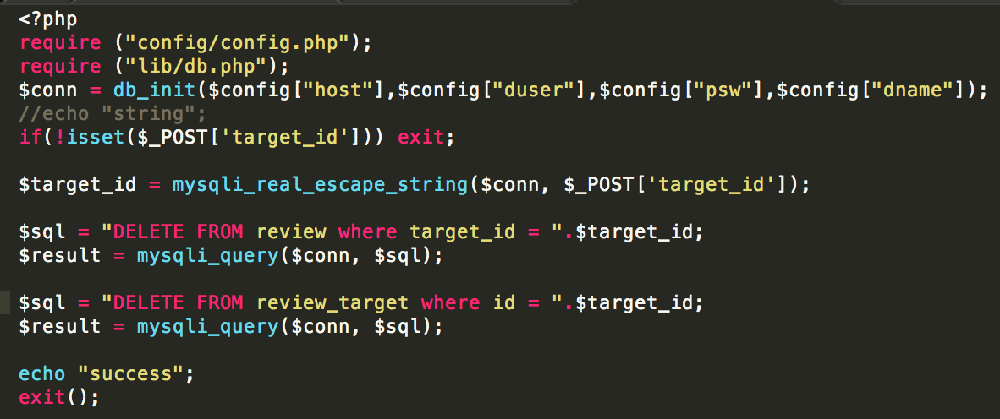 <?php
require ("config/config.php");
require ("lib/db.php");
$conn = db_init($config["host"],$config["duser"],$config["psw"],$config["dname"]);
//echo "string";
if(!isset($_POST['target_id'])) exit;
$target_id = mysqli_real_escape_string($conn, $_POST['target_id']);
$sql = "DELETE FROM review where target_id = ".$target_id;
$result = mysqli_query($conn, $sql);
$sql = "DELETE FROM review_target where id = ".$target_id;
$result = mysqli_query($conn, $sql);
echo "success";
exit();